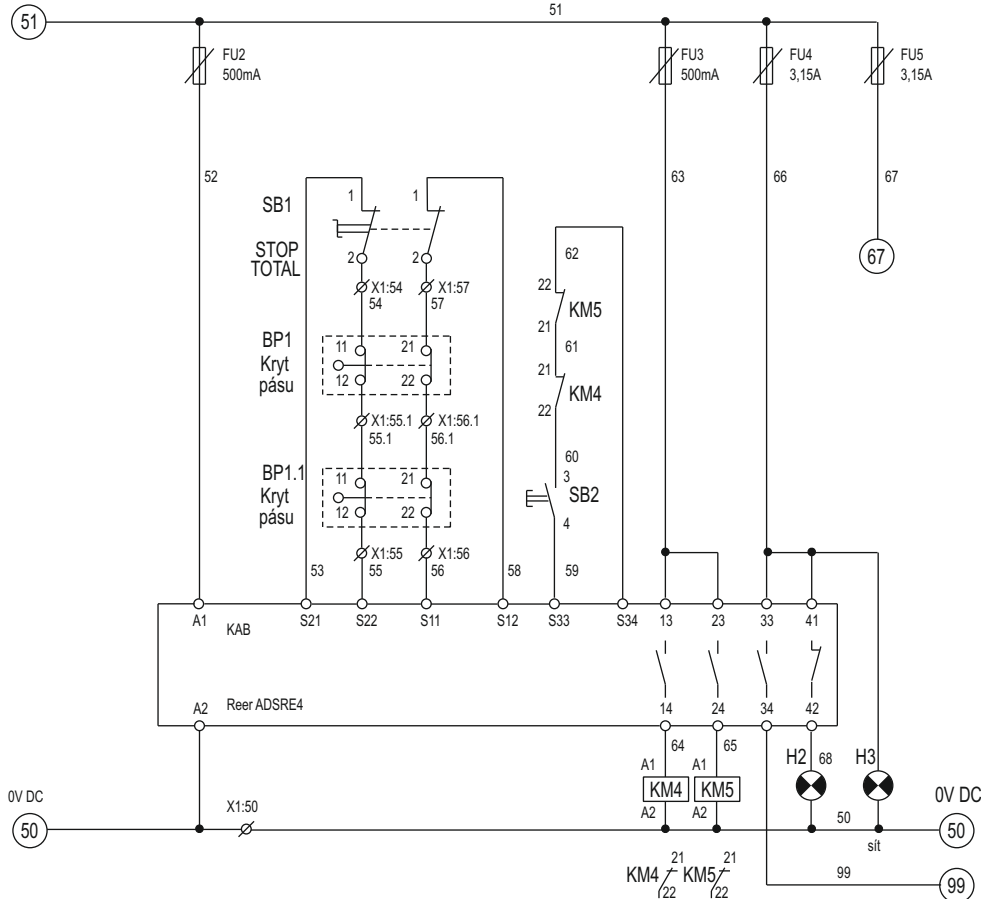 51
51
FU2
500mA
FU3
500mA
FU4
3,15A
FU5
3,15A
52
63
66
67
67
SB1
1
1
STOP
TOTAL
2
2
X1:54
54
X1:57
57
62
22
KM5
21
61
21
KM4
22
60
3
SB2
4
BP1
Kryt
pásu
11
21
12
22
X1:55.1
55.1
X1:56.1
56.1
BP1.1
Kryt
pásu
11
21
12
22
X1:55
55
X1:56
56
53
58
59
A1
KAB
S21
S22
S11
S12
S33
S34
13
23
33
41
A2
Reer ADSRE4
14
24
34
42
64
65
H2
68
H3
A1
KM4
A2
A1
KM5
A2
0V DC
50
X1:50
50
sít
0V DC
50
KM4
21
22
KM5
21
22
99
99